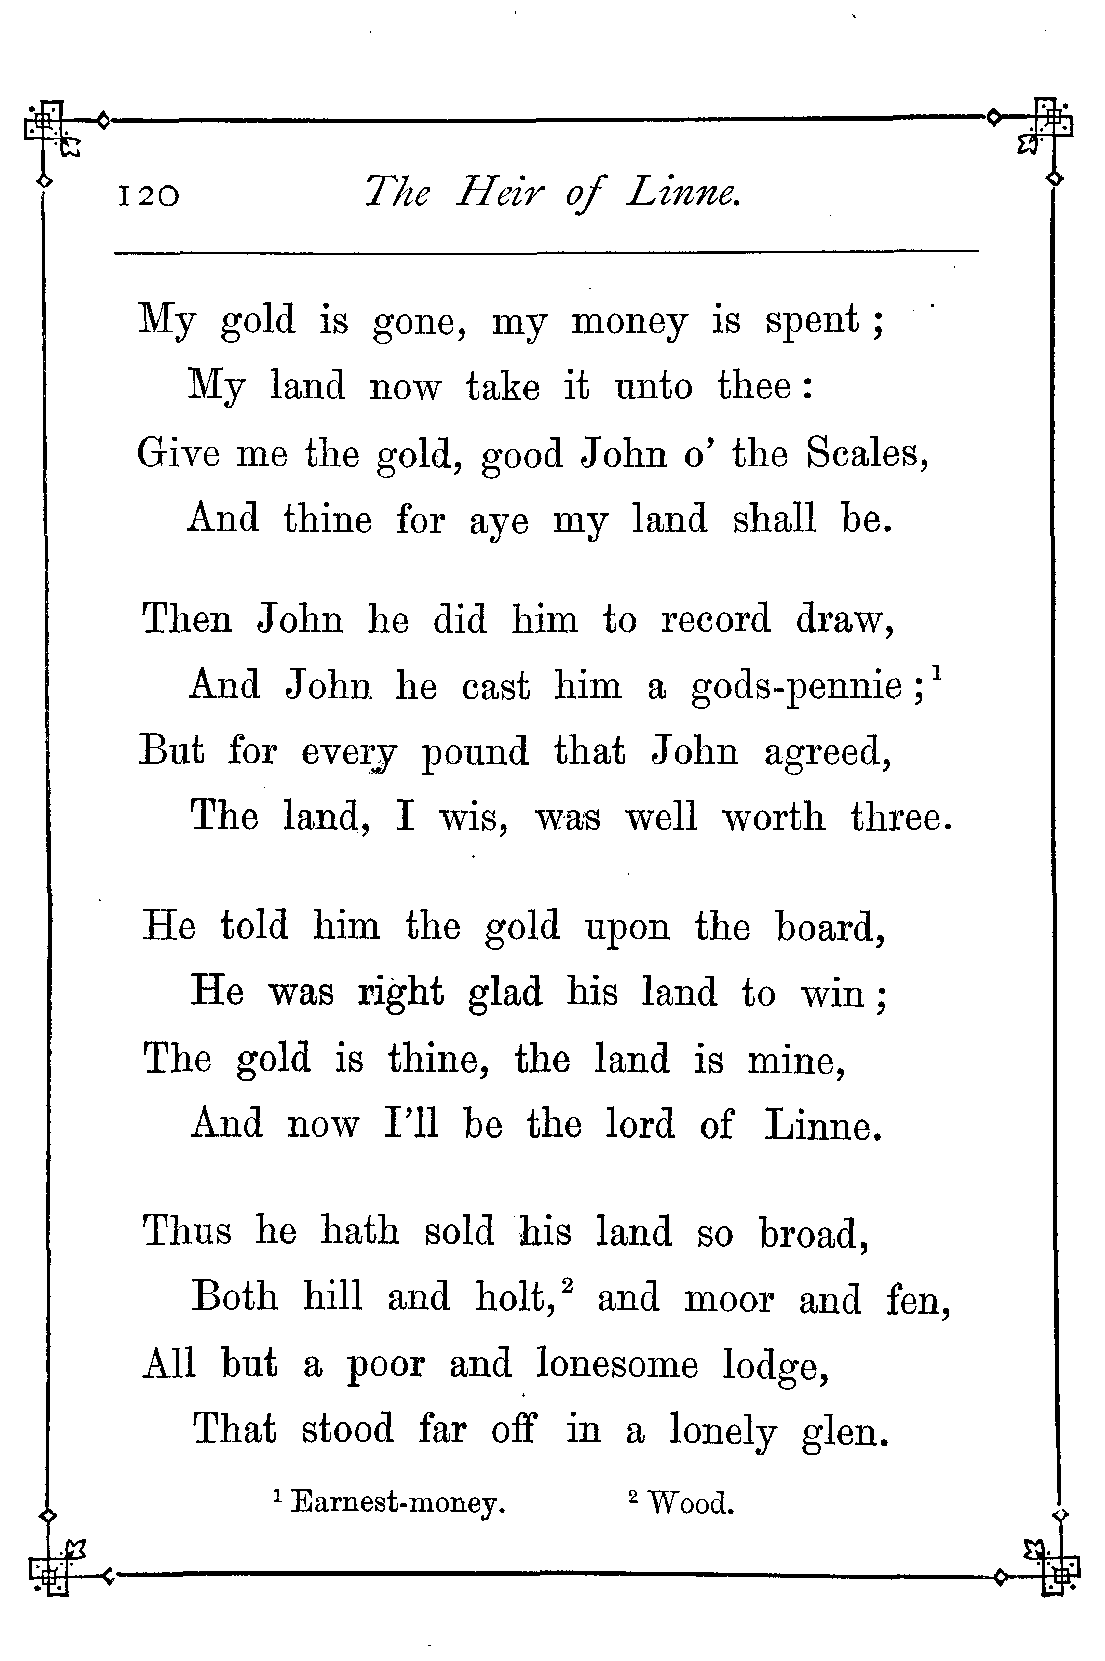 120 The Heir of Linne.
My gold is gone, my money is spent ;
My land now take it unto thee :
Give me the gold, good John o' the Scales,
And thine for aye my land shall be.
Then John he did him to record draw,
And John he cast him a gods-pennie ;¹
But for every pound that John agreed,
The land, I wis, was well worth three.
He told him the gold upon the board,
He was right glad his land to win ;
The gold is thine, the land is mine,
And now I'll be the lord of Linne.
Thus he hath sold his land so broad,
Both hill and holt,² and moor and fen,
All but a poor and lonesome lodge,
That stood far off in a lonely glen.
¹ Earnest-money. ² Wood.